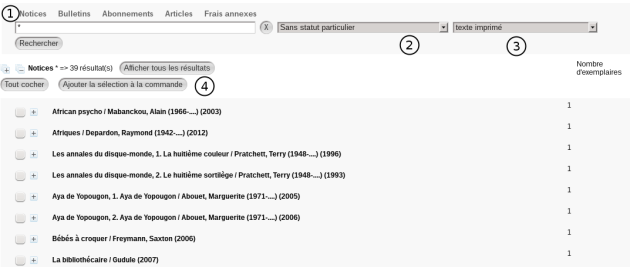 ① Notices Bulletins Abonnements Articles Frais annexes
* X Sans statut particulier texte imprimé
② ③
Rechercher
Nombre d'exemplaires
Notices * => 39 résultat(s) Afficher tous les résultats
Tout cocher Ajouter la sélection à la commande ④
African psycho / Mabanckou, Alain (1966-....) (2003) 1
Afriques / Depardon, Raymond (1942-....) (2012) 1
Les annales du disque-monde, 1. La huitième couleur / Pratchett, Terry (1948-....) (1996) 1
Les annales du disque-monde, 2. Le huitième sortilège / Pratchett, Terry (1948-....) (1993) 1
Aya de Yopougon, 1. Aya de Yopougon / Abouet, Marguerite (1971-....) (2005) 1
Aya de Yopougon, 2. Aya de Yopougon / Abouet, Marguerite (1971-....) (2006) 1
Bébés à croquer / Freymann, Saxton (2006) 1
La bibliothécaire / Gudule (2007) 1